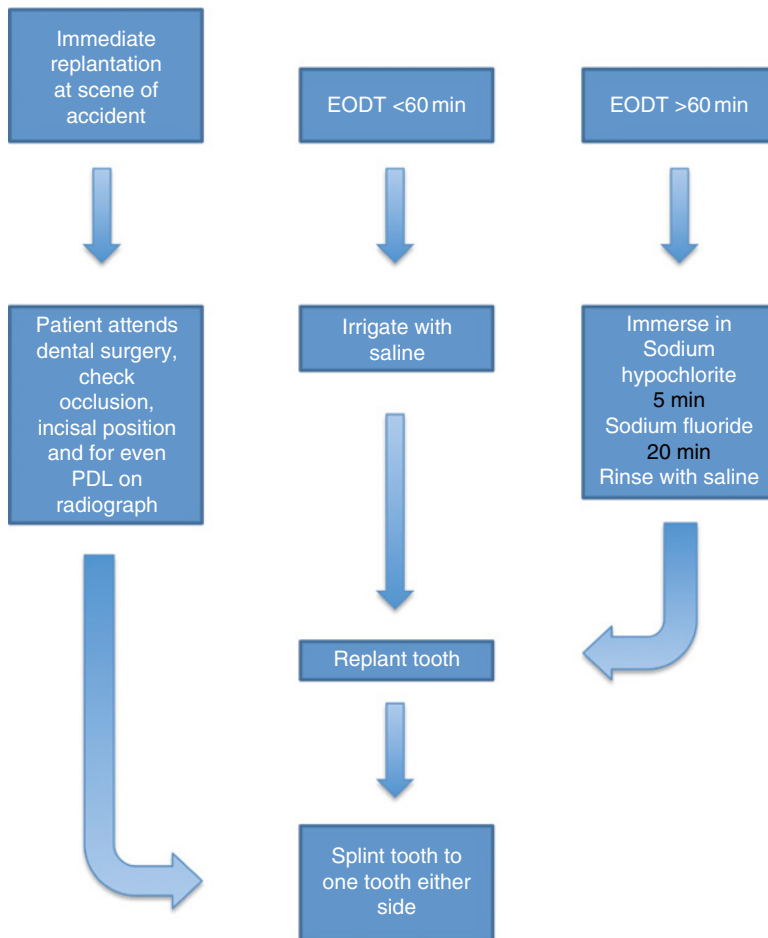 Immediate
replantation
at scene of
accident
EODT <60 min
EODT >60 min
Patient attends
dental surgery,
check
occlusion,
incisal position
and for even
PDL on
radiograph
Irrigate with
saline
Immerse in
Sodium
hypochlorite
5 min
Sodium fluoride
20 min
Rinse with saline
Replant tooth
Splint tooth to
one tooth either
side